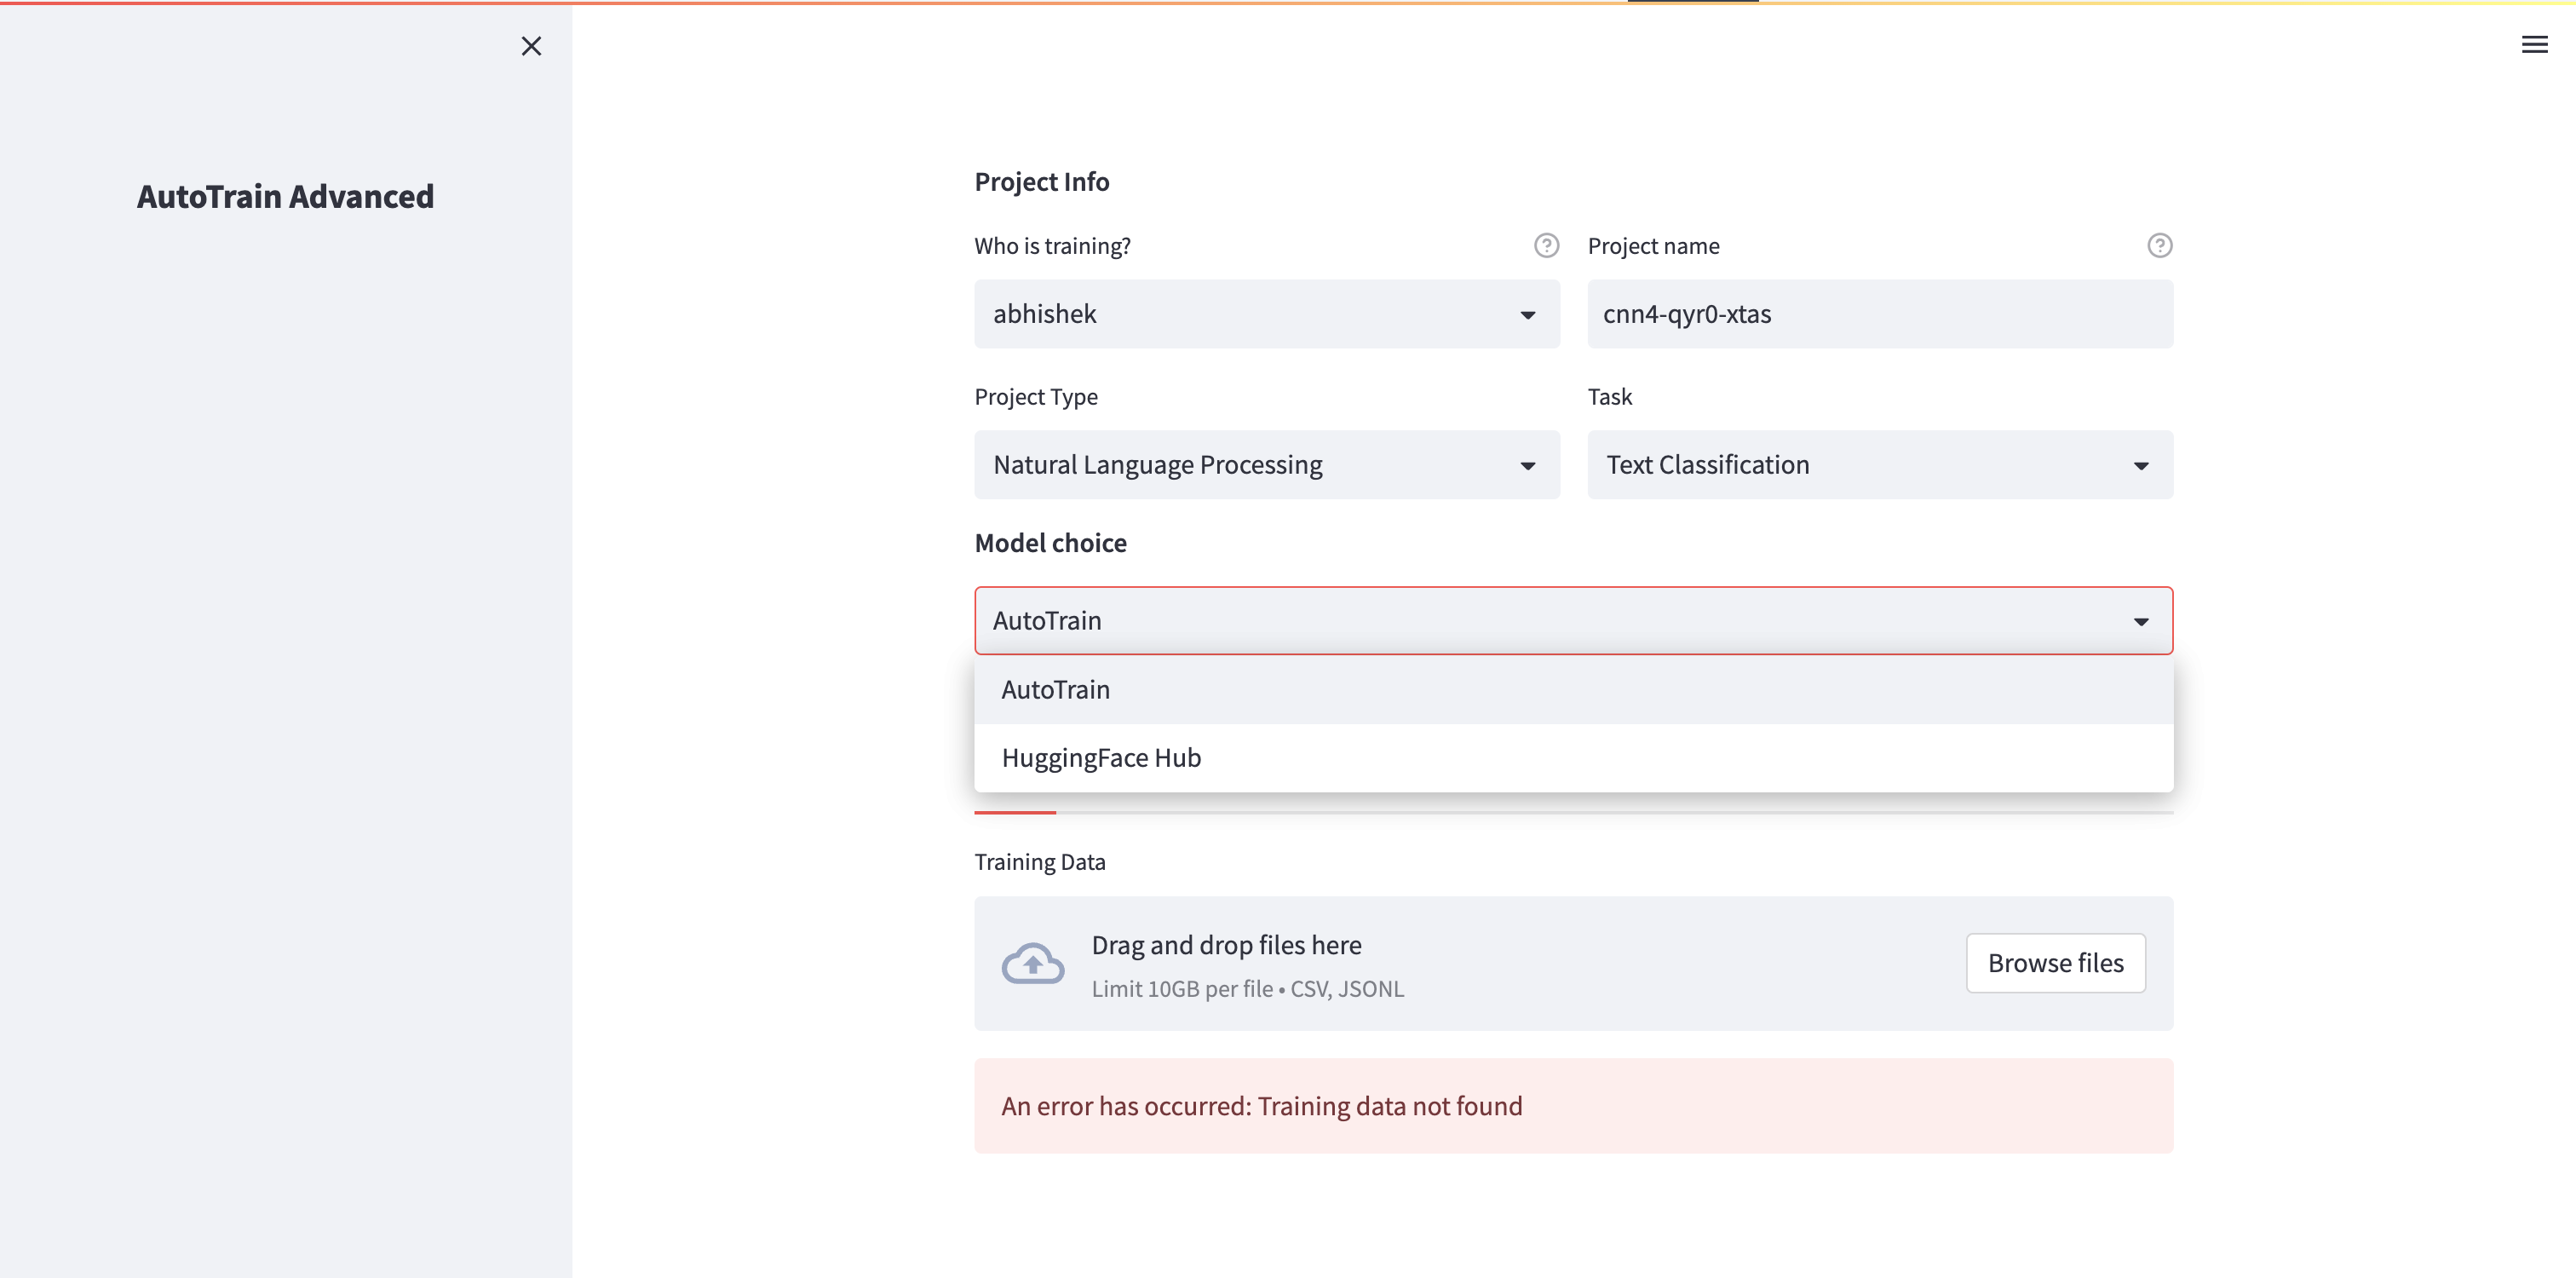 AutoTrain Advanced
Project Info
Who is training?
Project name
abhishek
cnn4-qyr0-xtas
Project Type
Task
Natural Language Processing
Text Classification
Model choice
AutoTrain
AutoTrain
HuggingFace Hub
Training Data
Drag and drop files here
Limit 10GB per file • CSV, JSONL
Browse files
An error has occurred: Training data not found